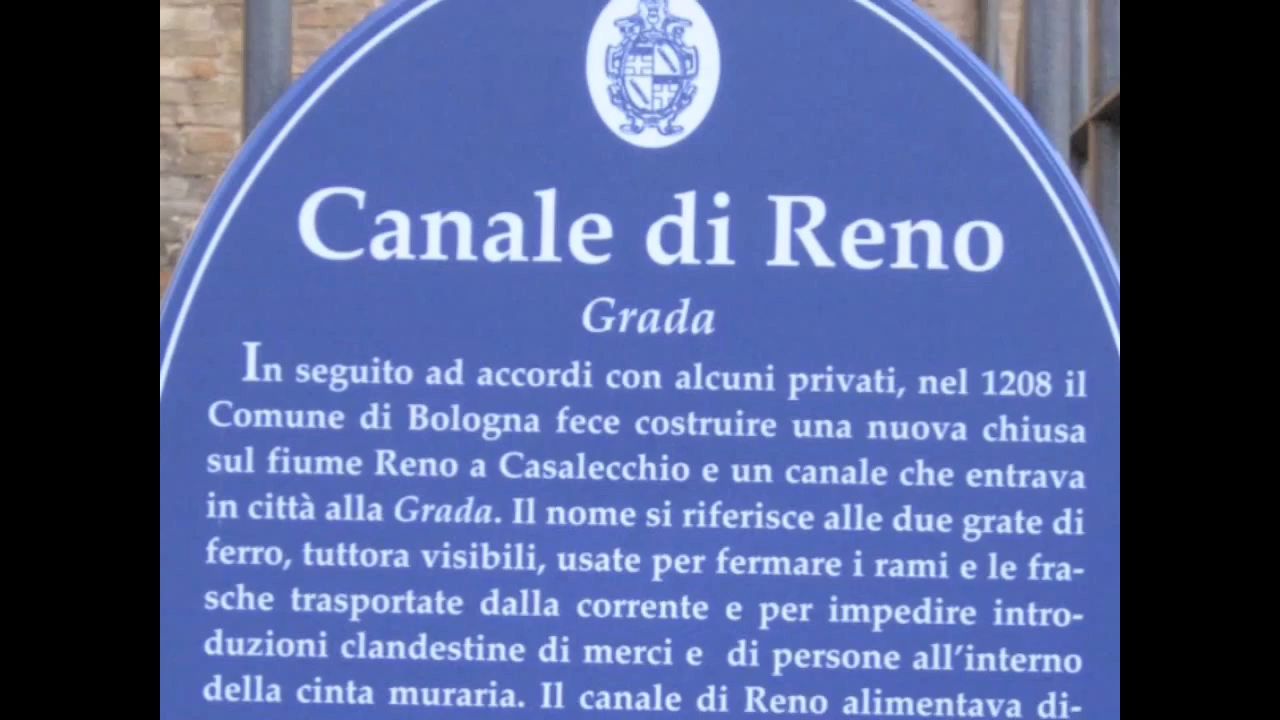 Canale di Reno
Grada
In seguito ad accordi con alcuni privati, nel 1208 il
Comune di Bologna fece costruire una nuova chiusa
sul fiume Reno a Casalecchio e un canale che entrava
in città alla Grada. Il nome si riferisce alle due grate di
ferro, tuttora visibili, usate per fermare i rami e le fra-
sche trasportate dalla corrente e per impedire intro-
duzioni clandestine di merci e di persone all'interno
della cinta muraria. Il canale di Reno alimentava di-